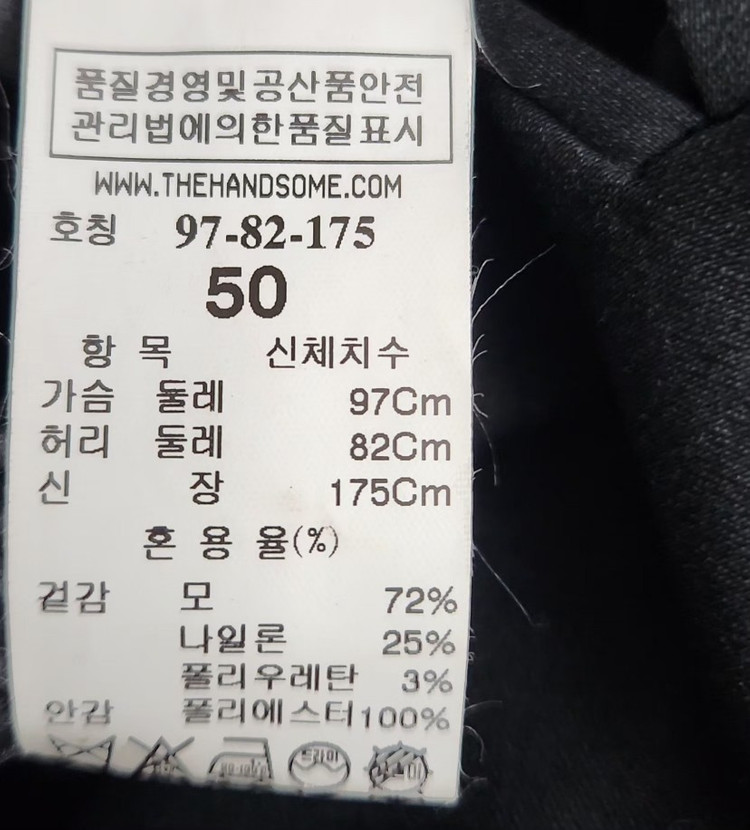 품질경영및공산품안전
관리법에의한품질표시
WWW.THEHANDSOME.COM
호칭 97-82-175
50
항 목 신체치수
가슴 둘레 97Cm
허리 둘레 82Cm
신 장 175Cm
혼 용 율(%)
겉감 모 72%
나일론 25%
폴리우레탄 3%
안감 폴리에스터100%
드라이